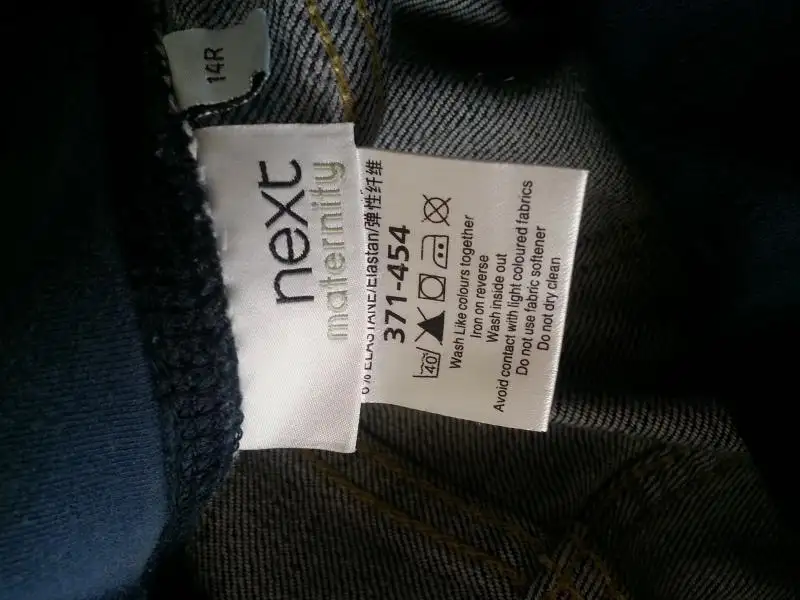 14R
next
maternity
6% ELASTANE/Elastan/弹性纤维
371-454
40
Wash Like colours together
Iron on reverse
Wash inside out
Avoid contact with light coloured fabrics
Do not use fabric softener
Do not dry clean